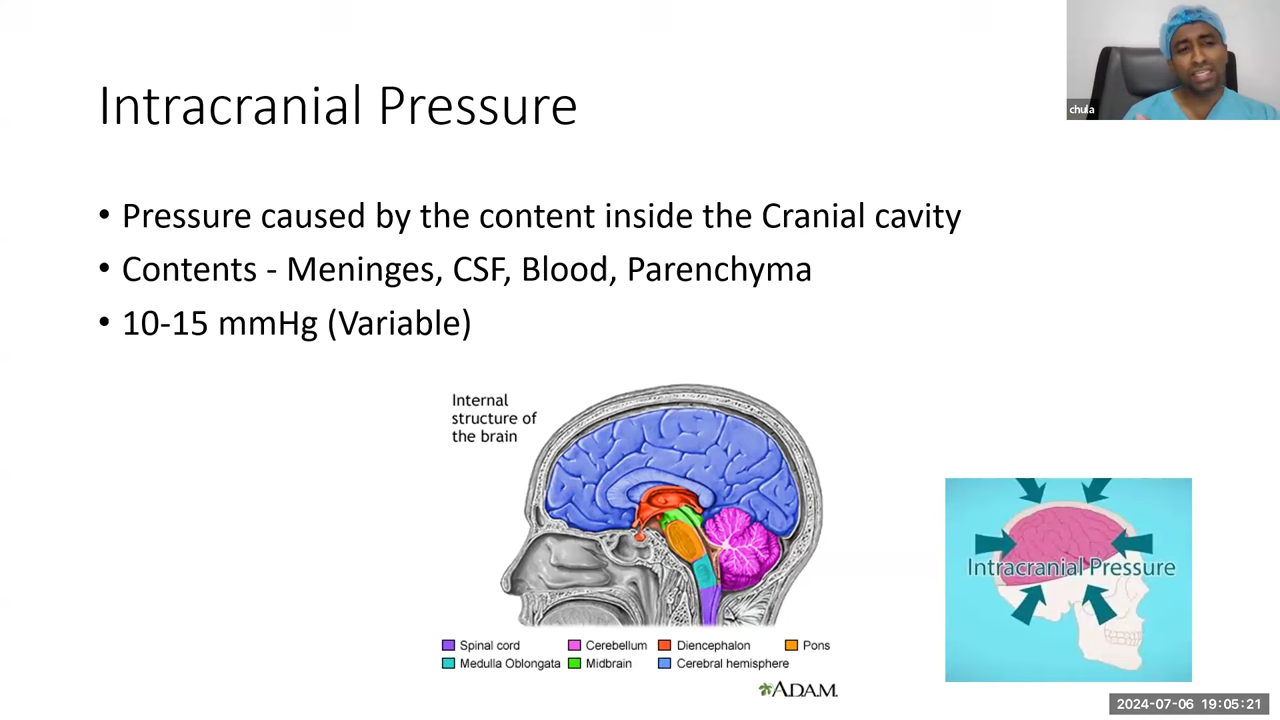 chula
Intracranial Pressure
• Pressure caused by the content inside the Cranial cavity
• Contents - Meninges, CSF, Blood, Parenchyma
• 10-15 mmHg (Variable)
Internal
structure of
the brain
Intracranial Pressure
Spinal cord Cerebellum Diencephalon Pons
Medulla Oblongata Midbrain Cerebral hemisphere
ADAM.
2024-07-06 19:05:21